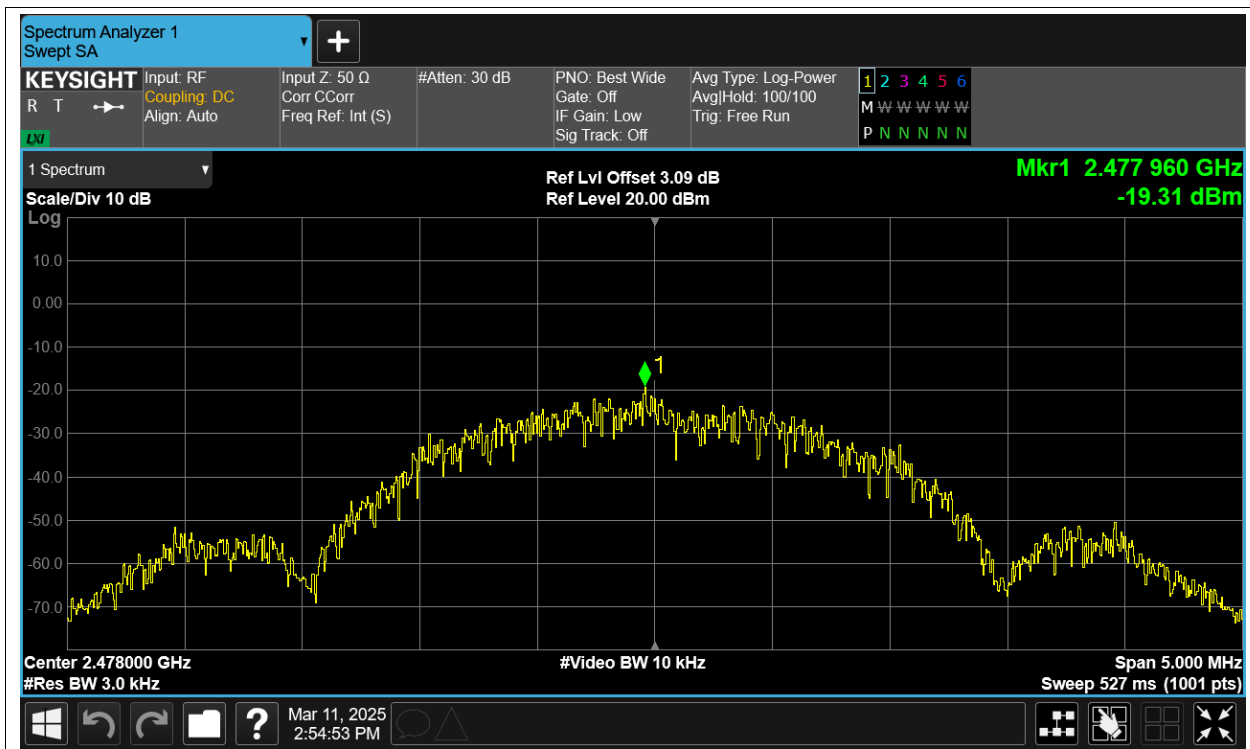 Spectrum Analyzer 1
Swept SA
KEYSIGHT
R T
LXI
Input: RF
Coupling: DC
Align: Auto
Input Z: 50 Ω
Corr CCorr
Freq Ref: Int (S)
#Atten: 30 dB
PNO: Best Wide
Gate: Off
IF Gain: Low
Sig Track: Off
Avg Type: Log-Power
Avg|Hold: 100/100
Trig: Free Run
1 2 3 4 5 6
M W W W W W W
P N N N N N N
1 Spectrum
Scale/Div 10 dB
Ref Lvl Offset 3.09 dB
Ref Level 20.00 dBm
Mkr1 2.477 960 GHz
-19.31 dBm
Log
10.0
0.00
-10.0
-20.0
-30.0
-40.0
-50.0
-60.0
-70.0
1
Center 2.478000 GHz
#Res BW 3.0 kHz
#Video BW 10 kHz
Span 5.000 MHz
Sweep 527 ms (1001 pts)
?
Mar 11, 2025
2:54:53 PM